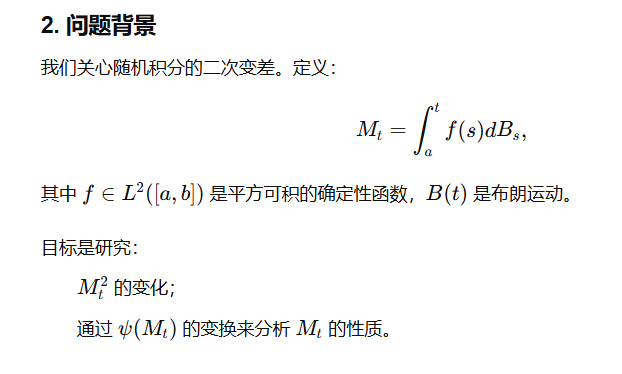 2. 问题背景
我们关心随机积分的二次变差。定义：
$M_t = \int_a^t f(s)dB_s,$
其中 $f \in L^2([a,b])$ 是平方可积的确定性函数，$B(t)$ 是布朗运动。
目标是研究：
$M_t^2$ 的变化；
通过 $\psi(M_t)$ 的变换来分析 $M_t$ 的性质。